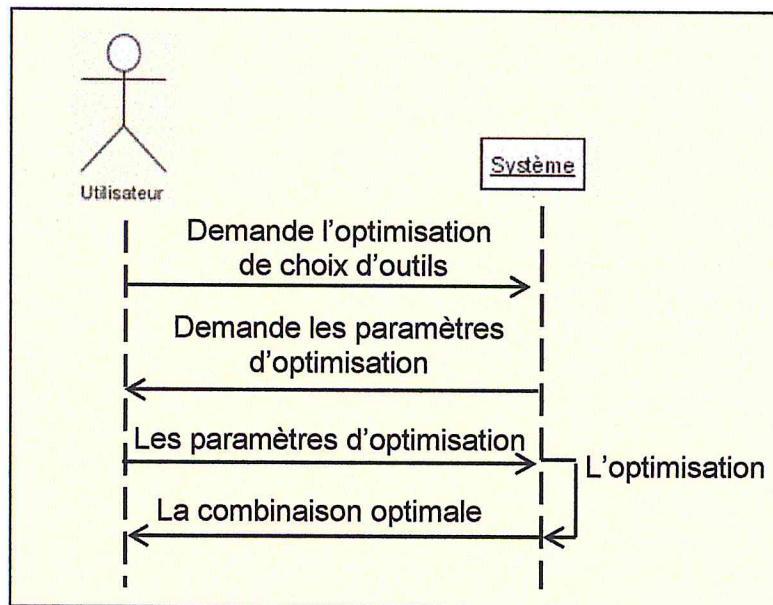 Utilisateur
Système
Demande l'optimisation
de choix d'outils
Demande les paramètres
d'optimisation
Les paramètres d'optimisation
L'optimisation
La combinaison optimale